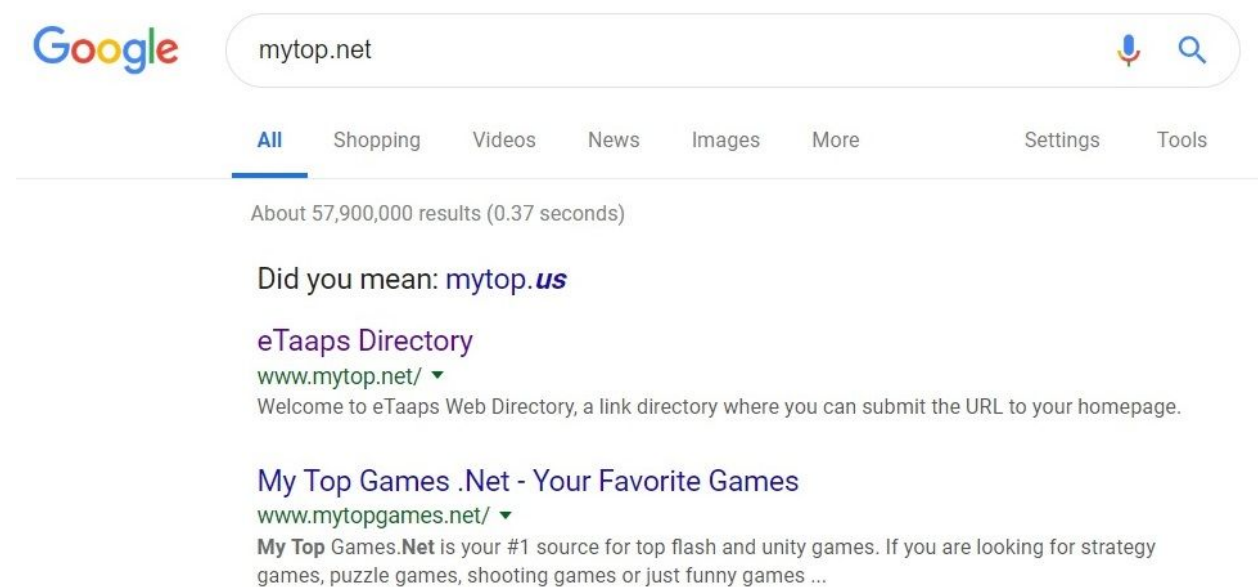 Google
mytop.net
All Shopping Videos News Images More Settings Tools
About 57,900,000 results (0.37 seconds)
Did you mean: mytop.us
eTaaps Directory
www.mytop.net/
Welcome to eTaaps Web Directory, a link directory where you can submit the URL to your homepage.
My Top Games .Net - Your Favorite Games
www.mytopgames.net/
My Top Games.Net is your #1 source for top flash and unity games. If you are looking for strategy
games, puzzle games, shooting games or just funny games ...